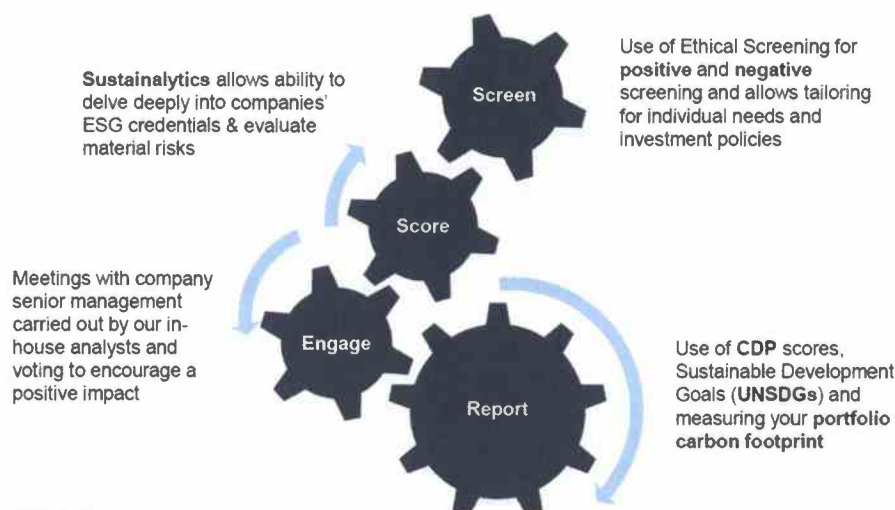 Use of Ethical Screening for
positive and negative
screening and allows tailoring
for individual needs and
investment policies
Screen
Sustainalytics allows ability to
delve deeply into companies'
ESG credentials & evaluate
material risks
Score
Meetings with company
senior management
carried out by our in-
house analysts and
voting to encourage a
positive impact
Engage
Report
Use of CDP scores,
Sustainable Development
Goals (UNSDGs) and
measuring your portfolio
carbon footprint